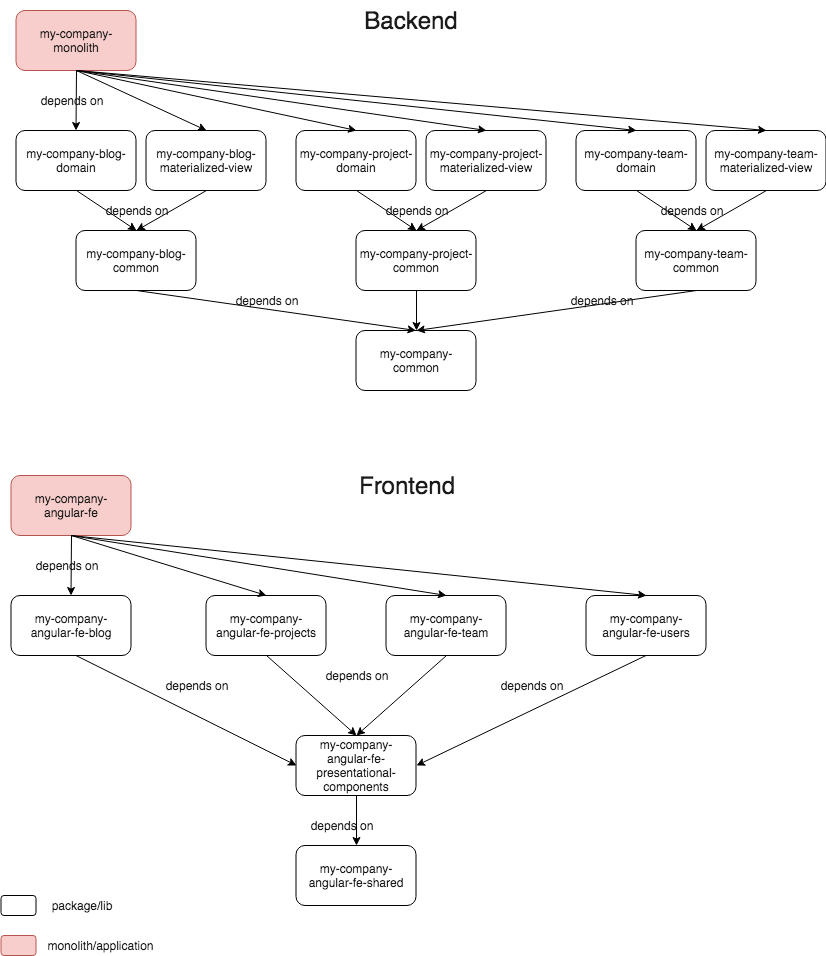 Backend
my-company-
monolith
depends on
my-company-blog-
domain
my-company-blog-
materialized-view
my-company-project-
domain
my-company-project-
materialized-view
my-company-team-
domain
my-company-team-
materialized-view
depends on
depends on
depends on
my-company-blog-
common
my-company-project-
common
my-company-team-
common
depends on
depends on
my-company-
common
Frontend
my-company-
angular-fe
depends on
my-company-
angular-fe-blog
my-company-
angular-fe-projects
my-company-
angular-fe-team
my-company-
angular-fe-users
depends on
depends on
depends on
my-company-
angular-fe-
presentational-
components
depends on
my-company-
angular-fe-shared
package/lib
monolith/application